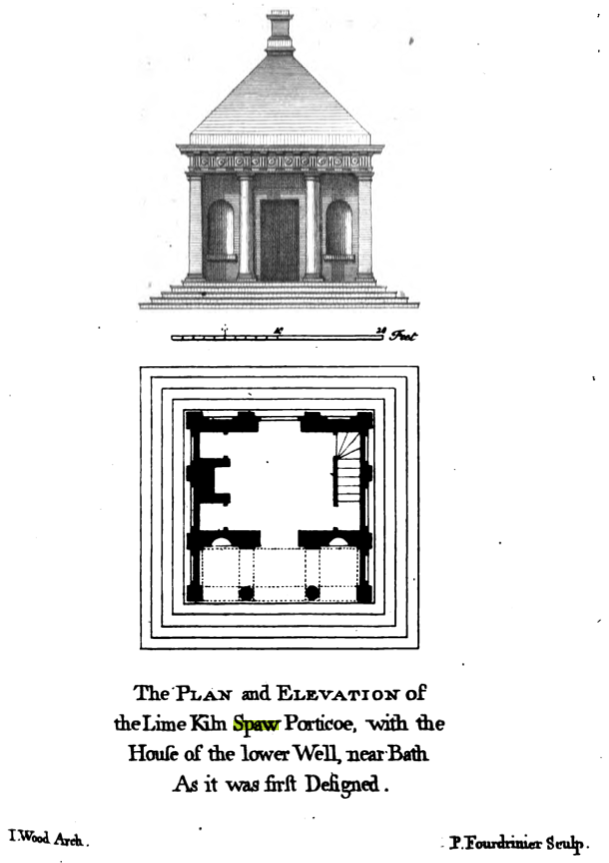 5 10 20 Feet
The PLAN and ELEVATION of
the Lime Kiln Spaw Porticoe, with the
Houſe of the lower Well, near Bath
As it was firſt Deſigned.
I. Wood Arch. P. Fourdrinier Sculp.